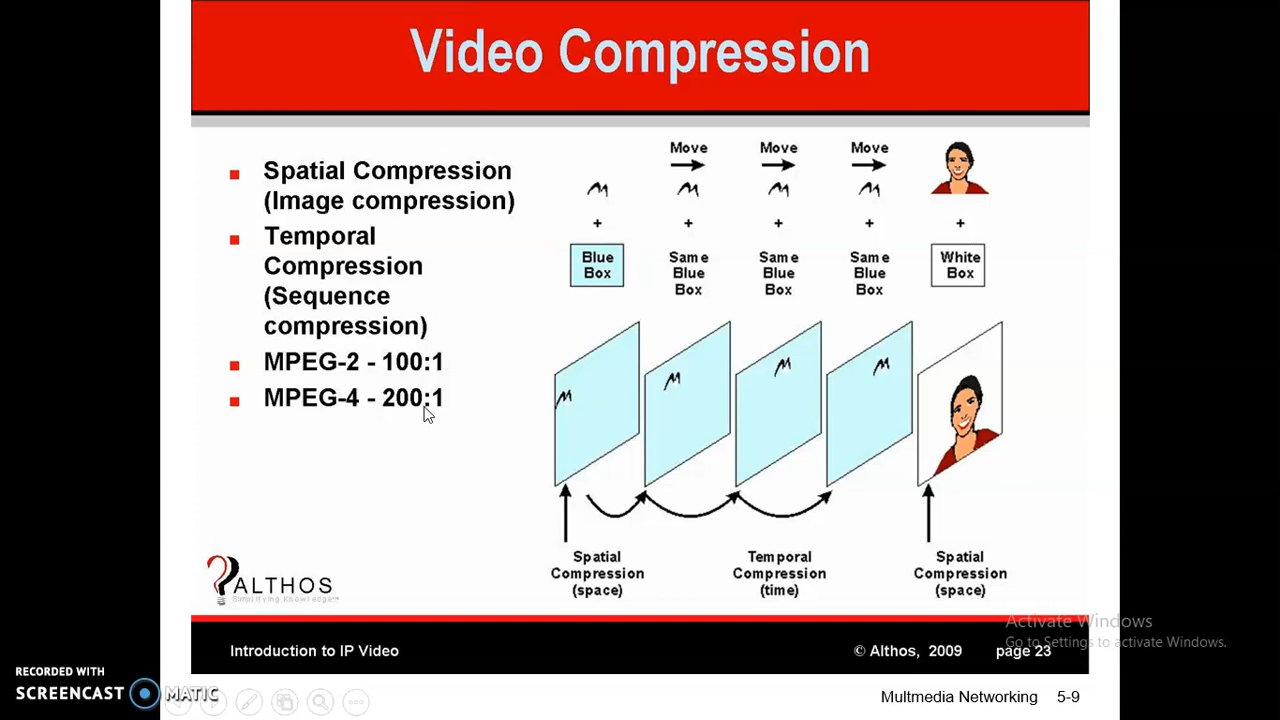 Video Compression
Spatial Compression
(Image compression)
Temporal
Compression
(Sequence
compression)
MPEG-2 - 100:1
MPEG-4 - 200:1
Move
Move
Move
+
+
+
+
+
Blue
Box
Same
Blue
Box
Same
Blue
Box
Same
Blue
Box
White
Box
Spatial
Compression
(space)
Temporal
Compression
(time)
Spatial
Compression
(space)
ALTHOS
Simplifying Knowledge™
Introduction to IP Video
© Althos, 2009
page 23
Activate Windows
Go to Settings to activate Windows.
RECORDED WITH
SCREENCAST MATIC
Multmedia Networking 5-9